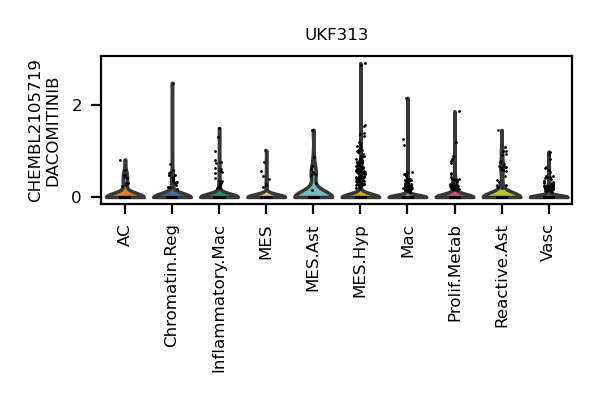 UKF313
CHEMBL2105719
DACOMITINIB
2
0
AC
Chromatin.Reg
Inflammatory.Mac
MES
MES.Ast
MES.Hyp
Mac
Prolif.Metab
Reactive.Ast
Vasc